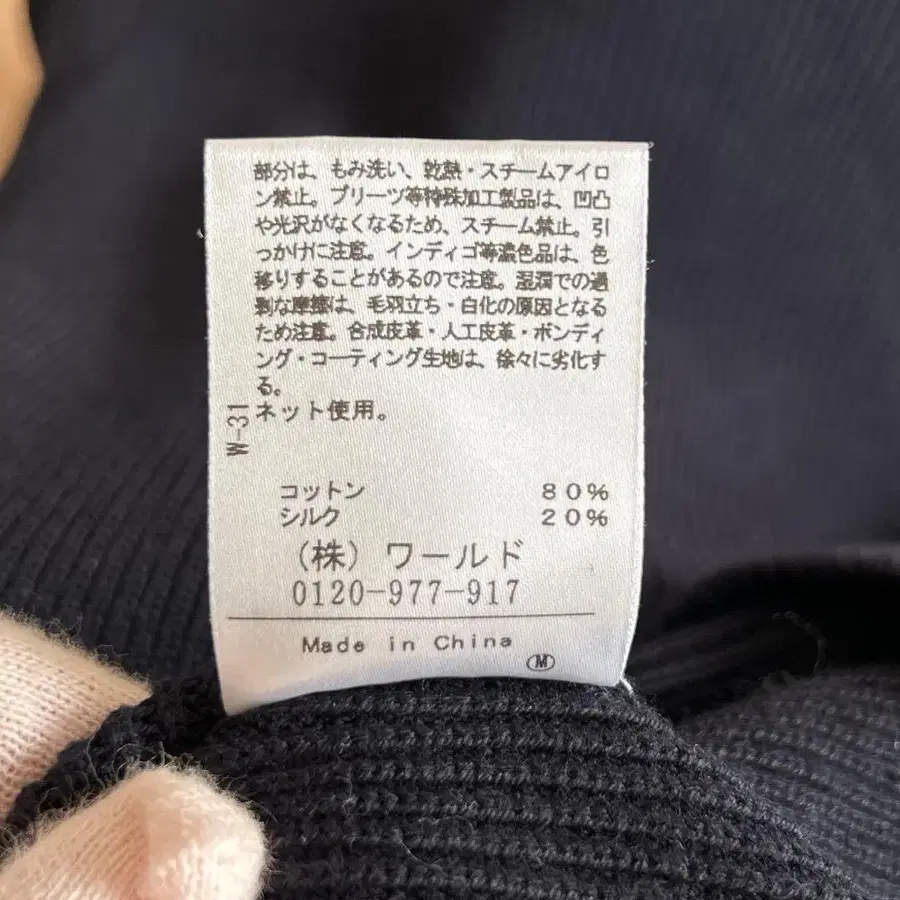 部分は、もみ洗い、乾熱・スチームアイロ
ン禁止。プリーツ等特殊加工製品は、凹凸
や光沢がなくなるため、スチーム禁止。引
っかけに注意。インディゴ等濃色品は、色
移りすることがあるので注意。湿潤での過
剰な摩擦は、毛羽立ち・白化の原因となる
ため注意。合成皮革・人工皮革・ボンディ
ング・コーティング生地は、徐々に劣化す
る。
ネット使用。
W-31
コットン 80%
シルク 20%
(株) ワールド
0120-977-917
Made in China
M